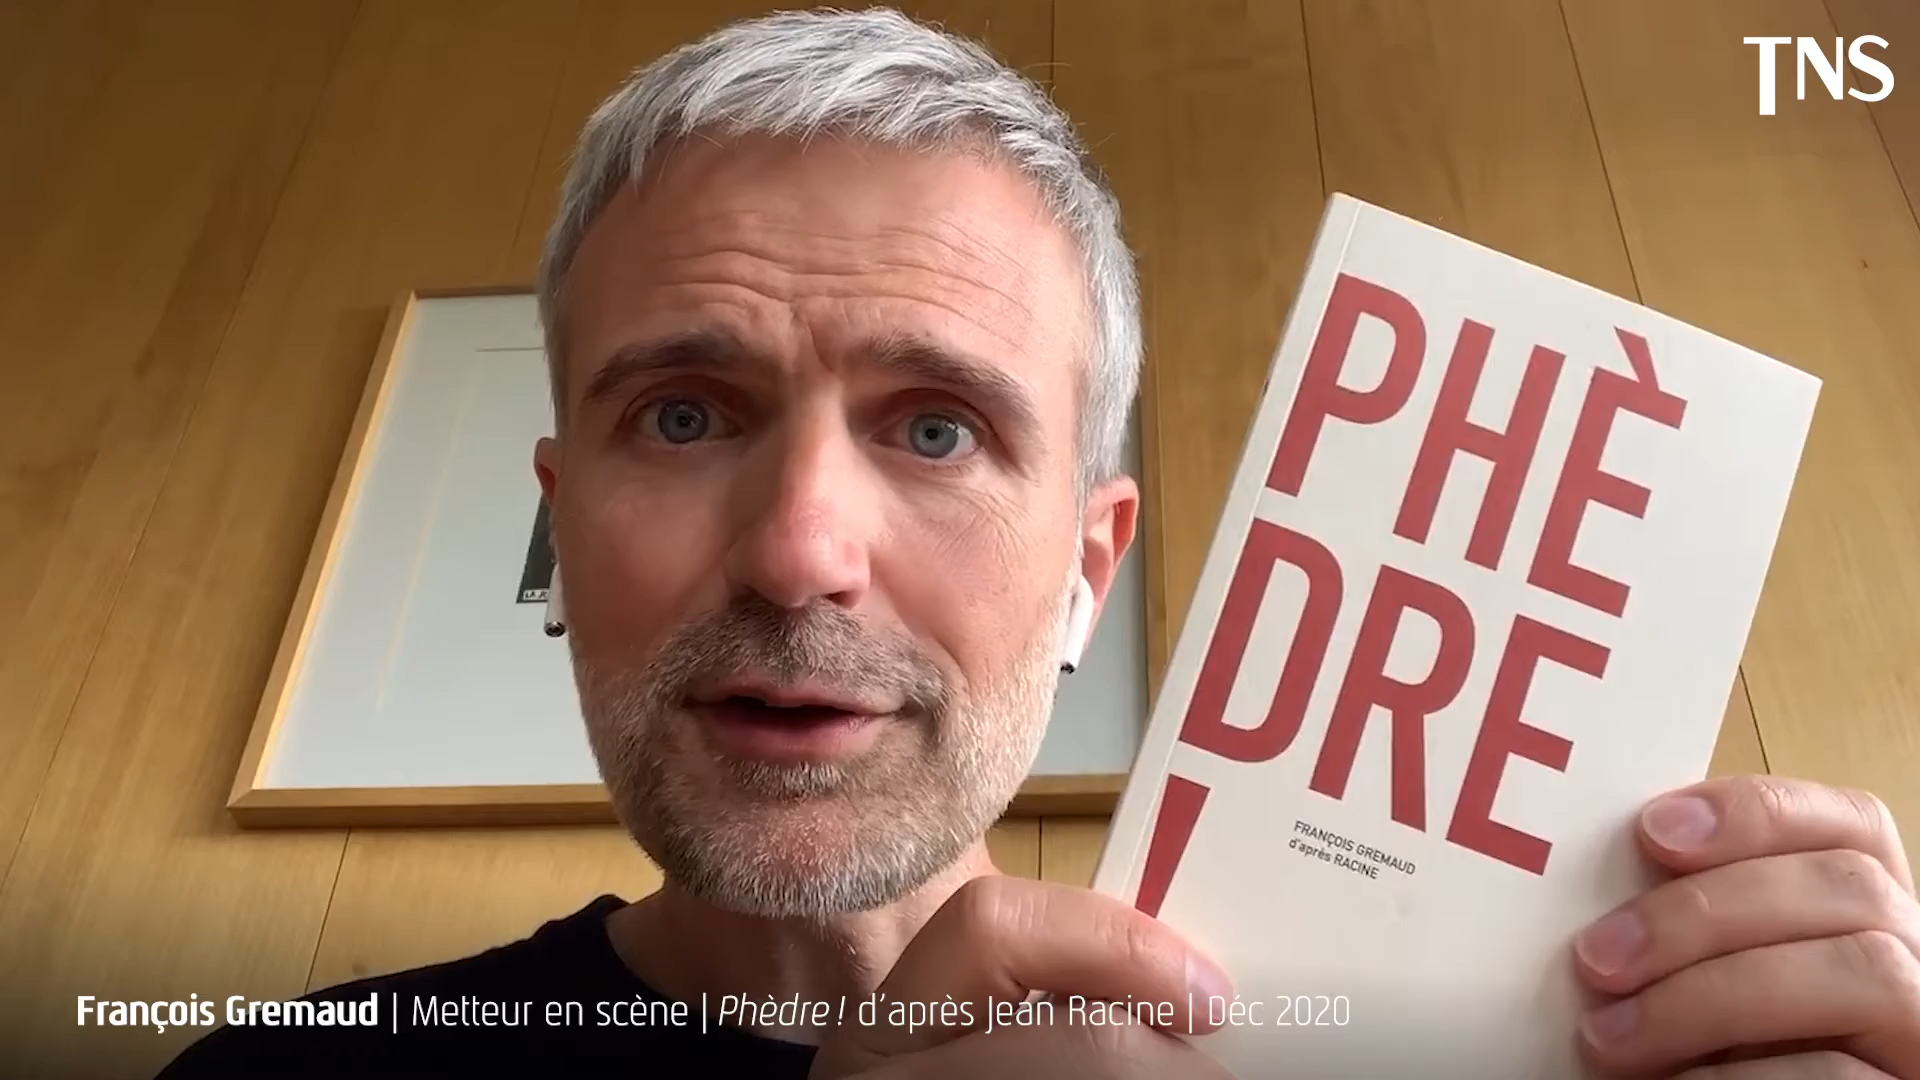 TNS
PHÈ
DRE
!
FRANÇOIS GREMAUD
d'après RACINE
François Gremaud | Metteur en scène | Phèdre ! d'après Jean Racine | Déc 2020